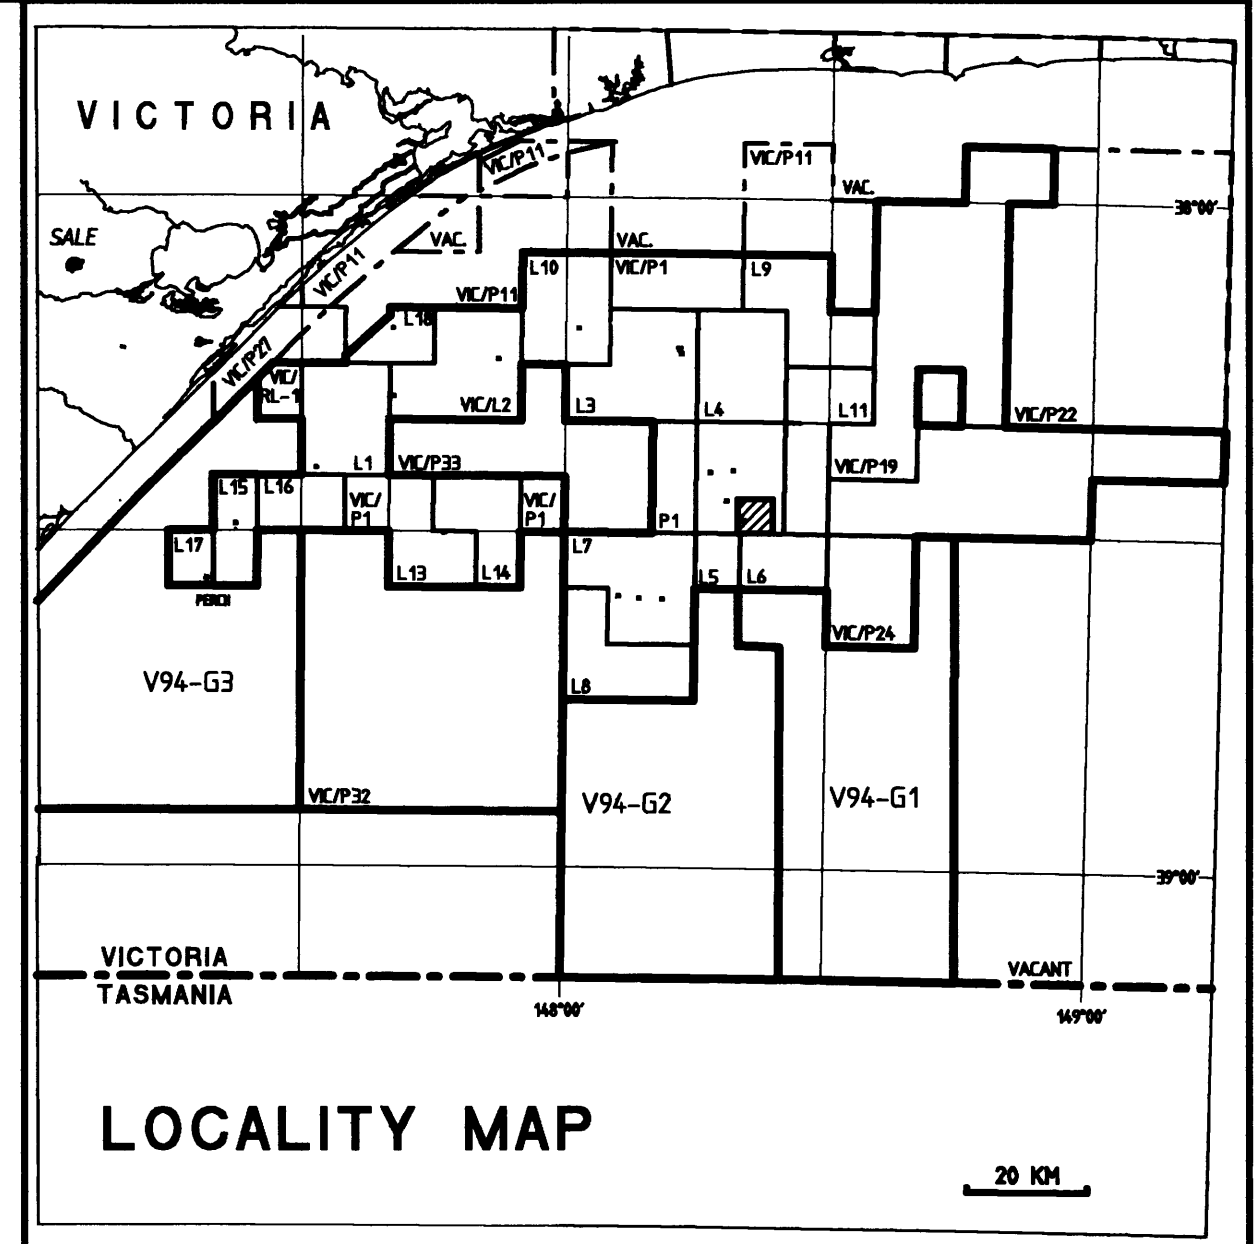 VICTORIA
VIC/P11
VIC/P11
VAC.
38°00'
SALE
VAC.
VAC.
VIC/P11
L10
VIC/P1
L9
VIC/P11
L18
VIC/P27
VIC/
RL-1
VIC/L2
L3
L4
L11
VIC/P22
L1
VIC/P33
VIC/P19
L15
L16
VIC/
P1
VIC/
P1
P1
L17
L7
L13
L14
L5
L6
PERCH
VIC/P24
V94-G3
L8
VIC/P32
V94-G2
V94-G1
39°00'
VICTORIA
TASMANIA
VACANT
148°00'
149°00'
LOCALITY MAP
20 KM